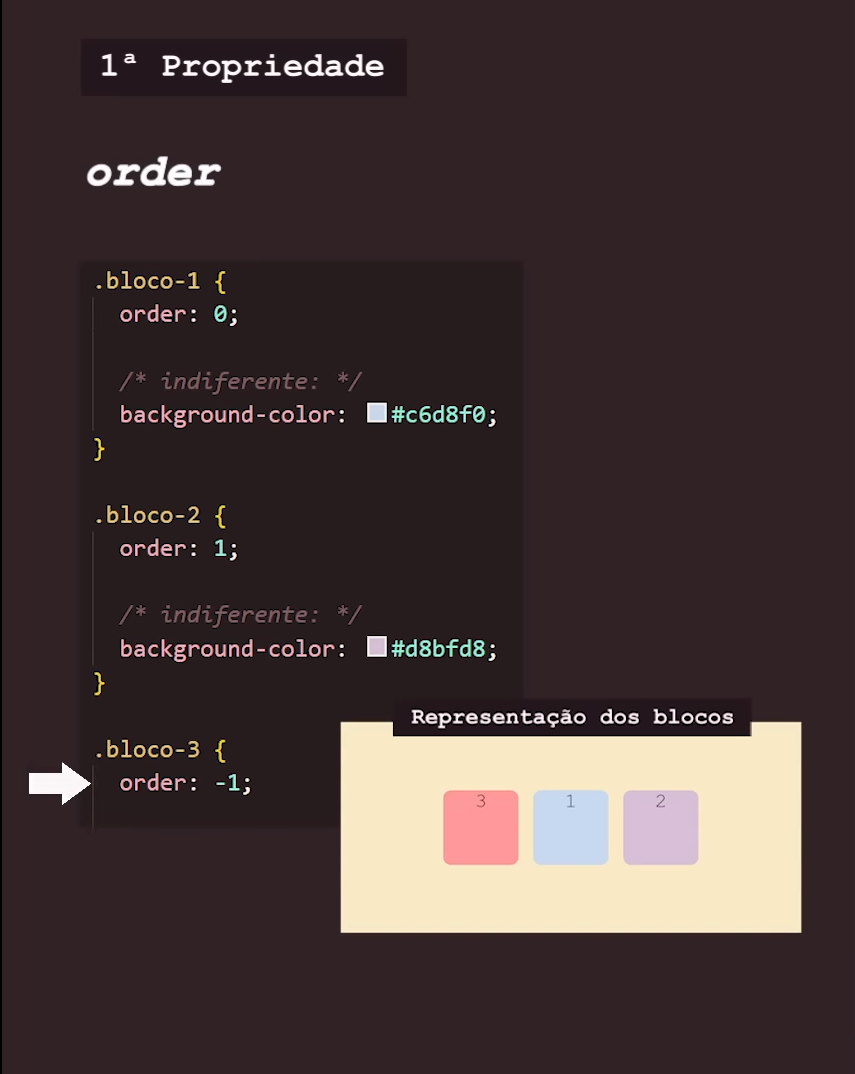 1ª Propriedade
order
.bloco-1 {
order: 0;
/* indiferente: */
background-color: #c6d8f0;
}
.bloco-2 {
order: 1;
/* indiferente: */
background-color: #d8bfd8;
}
.bloco-3 {
order: -1;
Representação dos blocos
3 1 2